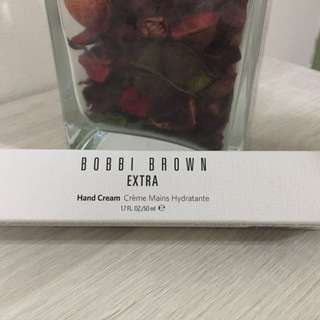 BOBBI BROWN
EXTRA
Hand Cream Crème Mains Hydratante
1.7 FL. OZ./50 ml ℮